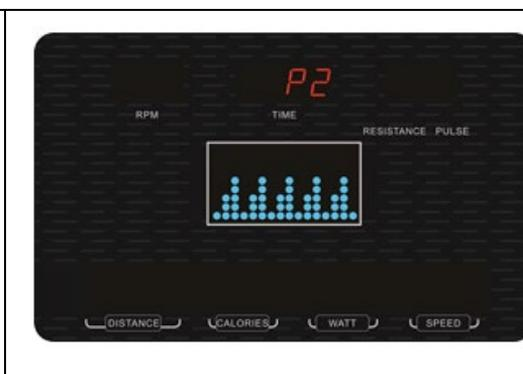 P2
RPM TIME
RESISTANCE PULSE
DISTANCE CALORIES WATT SPEED